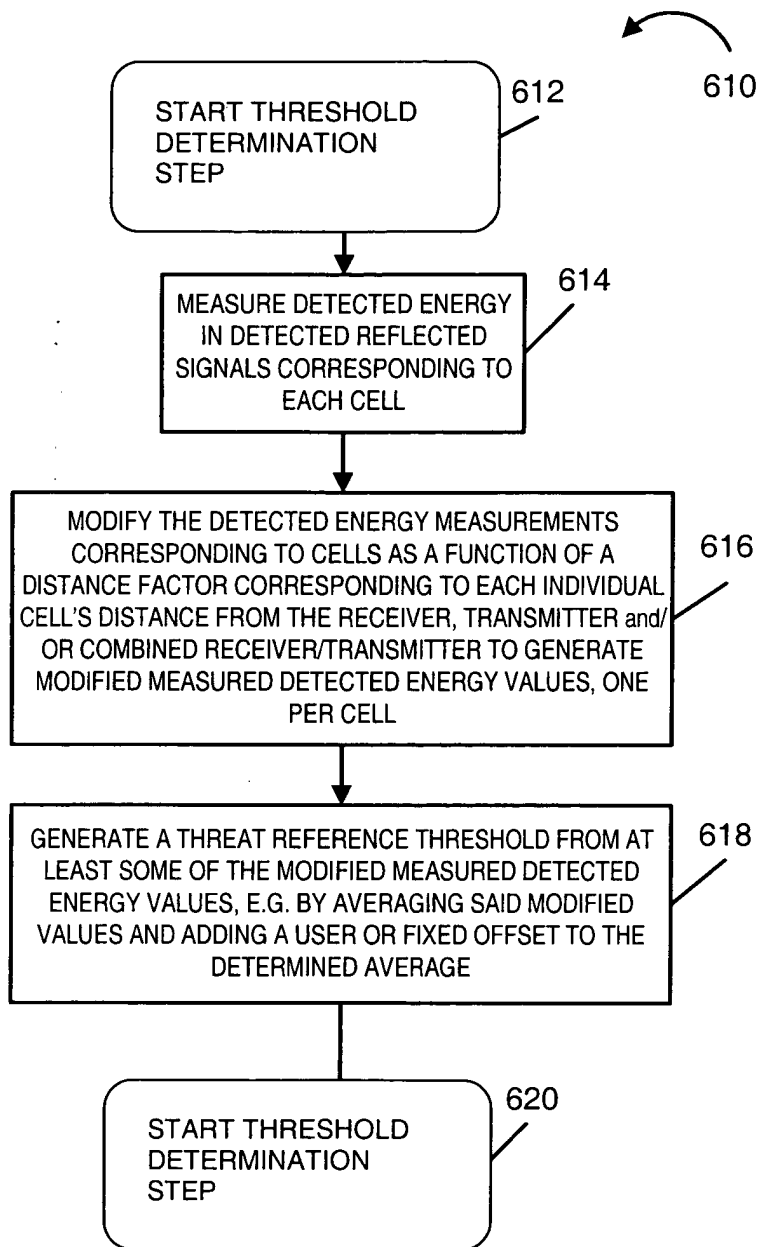 610
START THRESHOLD
DETERMINATION
STEP
612
MEASURE DETECTED ENERGY
IN DETECTED REFLECTED
SIGNALS CORRESPONDING TO
EACH CELL
614
MODIFY THE DETECTED ENERGY MEASUREMENTS
CORRESPONDING TO CELLS AS A FUNCTION OF A
DISTANCE FACTOR CORRESPONDING TO EACH INDIVIDUAL
CELL'S DISTANCE FROM THE RECEIVER, TRANSMITTER and/
OR COMBINED RECEIVER/TRANSMITTER TO GENERATE
MODIFIED MEASURED DETECTED ENERGY VALUES, ONE
PER CELL
616
GENERATE A THREAT REFERENCE THRESHOLD FROM AT
LEAST SOME OF THE MODIFIED MEASURED DETECTED
ENERGY VALUES, E.G. BY AVERAGING SAID MODIFIED
VALUES AND ADDING A USER OR FIXED OFFSET TO THE
DETERMINED AVERAGE
618
START THRESHOLD
DETERMINATION
STEP
620